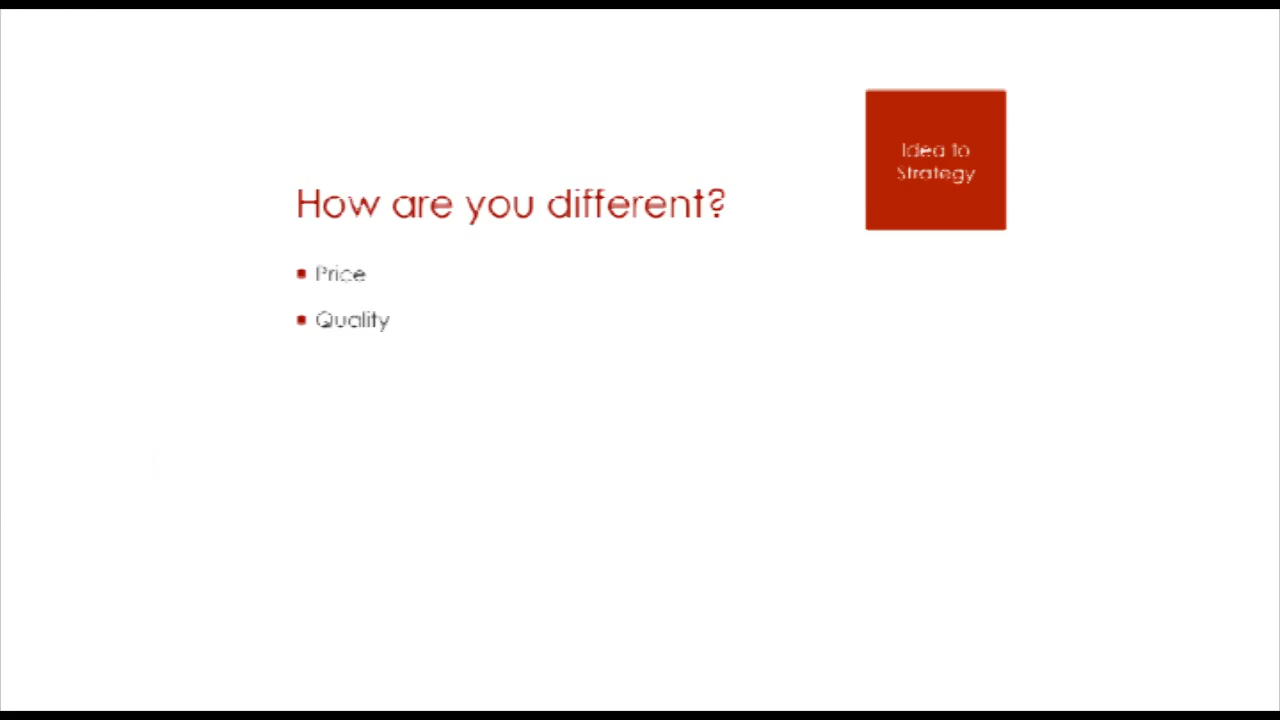 Idea to
Strategy
How are you different?
Price
Quality